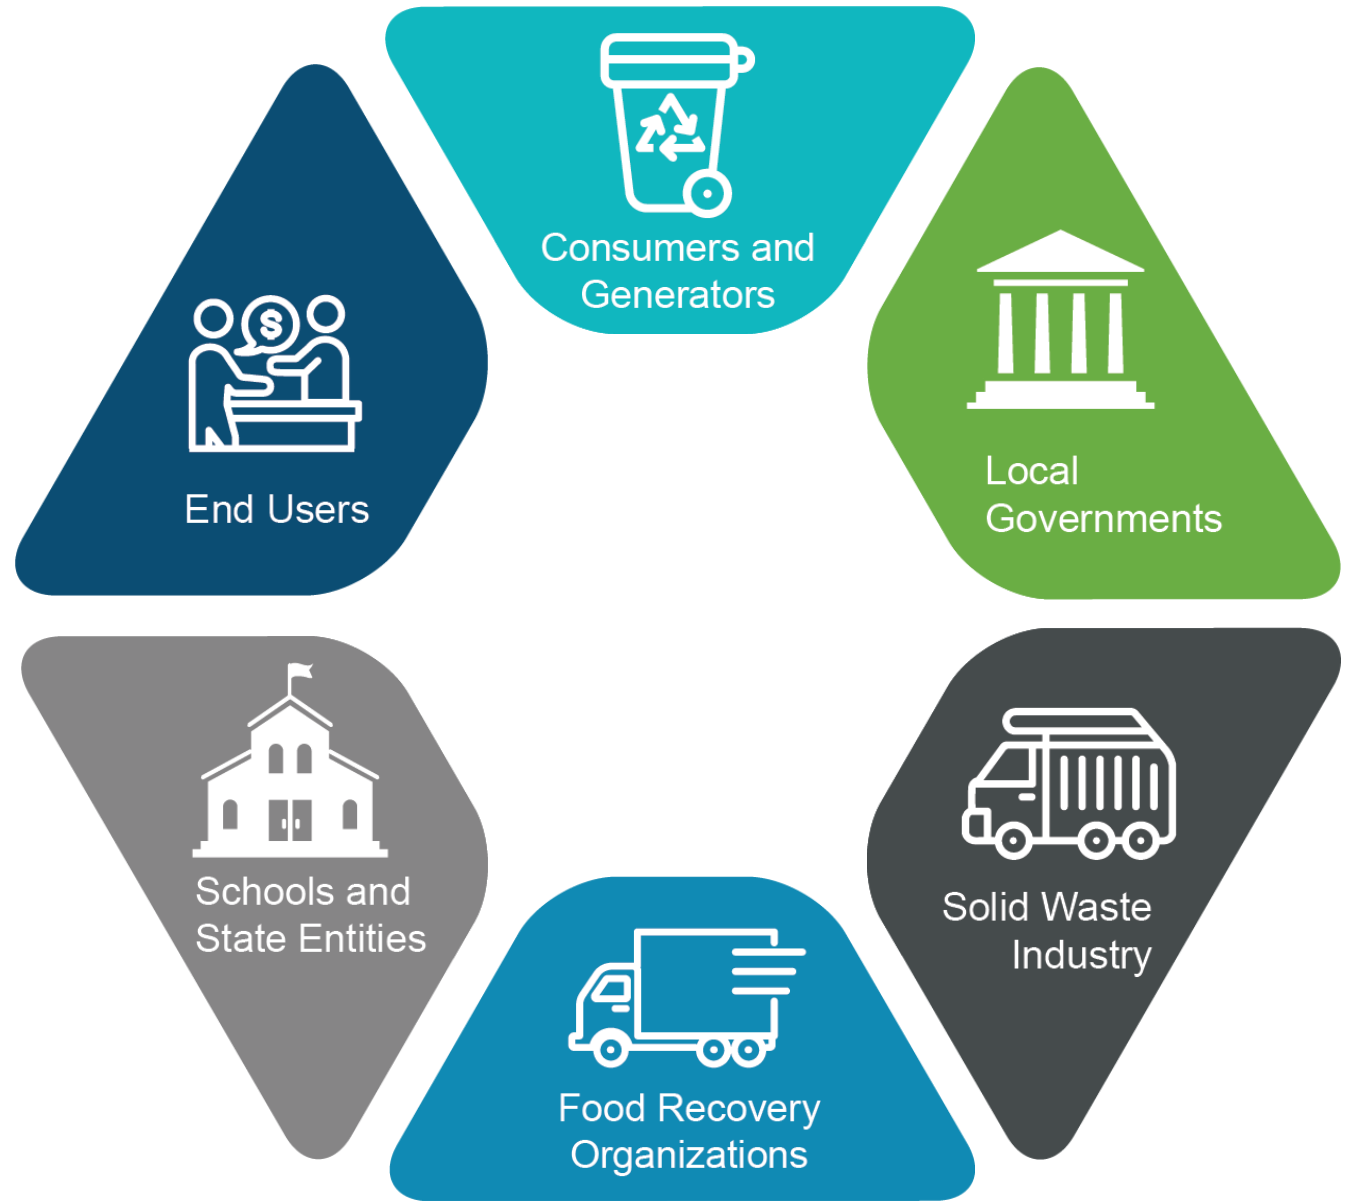 Consumers and
Generators
$
End Users
Local
Governments
Schools and
State Entities
Solid Waste
Industry
Food Recovery
Organizations